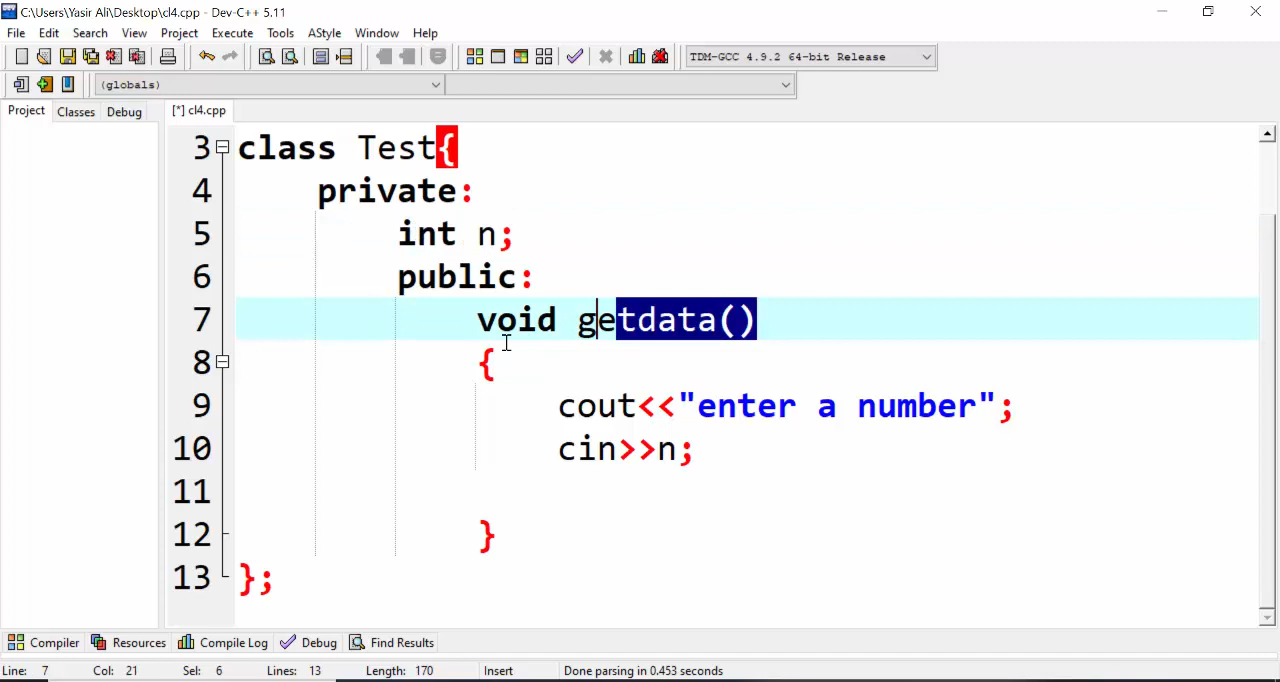 C:\Users\Yasir Ali\Desktop\cl4.cpp - Dev-C++ 5.11
File Edit Search View Project Execute Tools AStyle Window Help
TDM-GCC 4.9.2 64-bit Release
(globals)
Project Classes Debug [*] cl4.cpp
3 class Test{
4 private:
5 int n;
6 public:
7 void getdata()
8 {
9 cout<<"enter a number";
10 cin>>n;
11
12 }
13 };
Compiler Resources Compile Log Debug Find Results
Line: 7 Col: 21 Sel: 6 Lines: 13 Length: 170 Insert Done parsing in 0.453 seconds